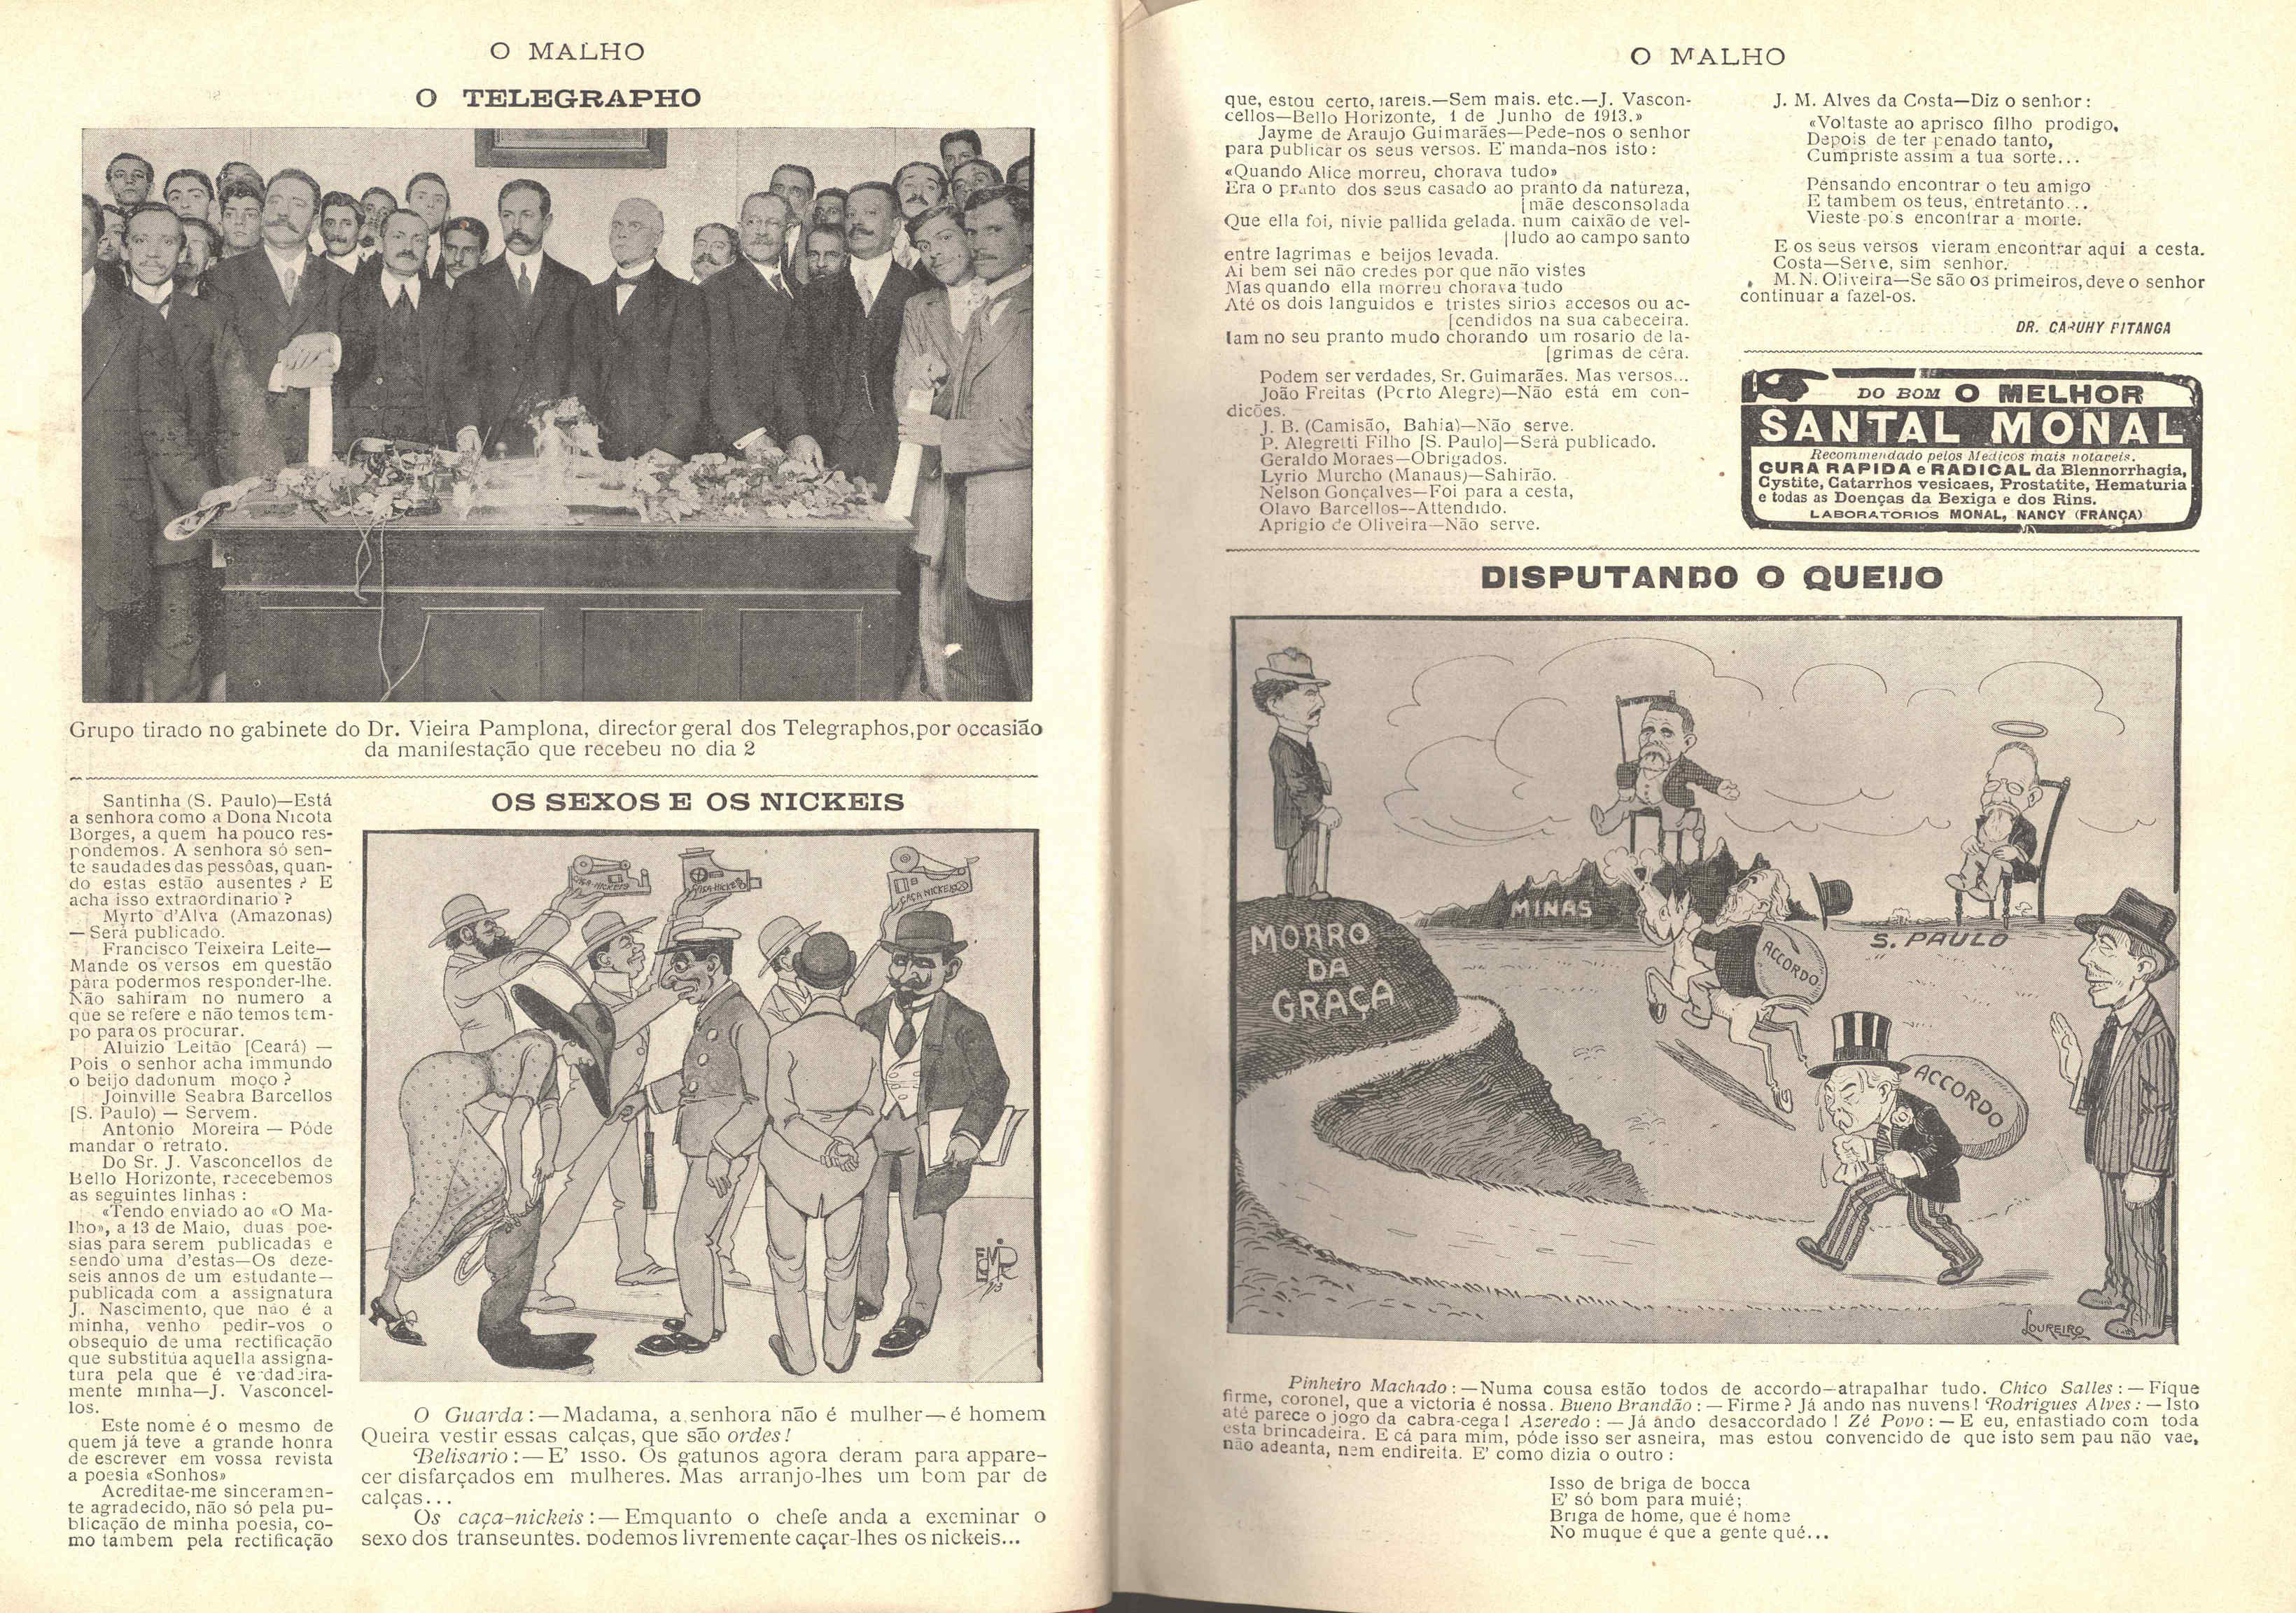 O MALHO
O TELEGRAPHO
Grupo tirado no gabinete do Dr. Vieira Pamplona, director geral dos Telegraphos, por occasião
da manifestação que recebeu no dia 2
Santinha (S. Paulo)—Está
a senhora como a Dona Nicota
Borges, a quem ha pouco res-
pondemos. A senhora só sen-
te saudades das pessôas, quan-
do estas estão ausentes ? E
acha isso extraordinario ?
Myrto d'Alva (Amazonas)
— Será publicado.
Francisco Teixeira Leite—
Mande os versos em questão
pàra podermos responder-lhe.
Não sahiram no numero a
que se refere e não temos tem-
po para os procurar.
Aluizio Leitão [Ceará) —
Pois o senhor acha immundo
o beijo dadonum moço ?
Joinville Seabra Barcellos
[S. Paulo) — Servem.
Antonio Moreira — Póde
mandar o retrato.
Do Sr. J. Vasconcellos de
Bello Horizonte, rececebemos
as seguintes linhas :
«Tendo enviado ao «O Ma-
lho», a 13 de Maio, duas poe-
sias para serem publicadas e
sendo uma d'estas—Os deze-
seis annos de um estudante—
publicada com a assignatura
J. Nascimento, que não é a
minha, venho pedir-vos o
obsequio de uma rectificação
que substitúa aquella assigna-
tura pela que é verdadeira-
mente minha—J. Vasconcel-
los.
Este nome é o mesmo de
quem já teve a grande honra
de escrever em vossa revista
a poesia «Sonhos»
Acreditae-me sinceramen-
te agradecido, não só pela pu-
blicação de minha poesia, co-
mo tambem pela rectificação
OS SEXOS E OS NICKEIS
CAÇA-NICKEIS
CAÇA-NICKEIS
CAÇA NICKEIS
O Guarda : — Madama, a senhora não é mulher—é homem
Queira vestir essas calças, que são ordes !
Belisario : — E' isso. Os gatunos agora deram para appare-
cer disfarçados em mulheres. Mas arranjo-lhes um bom par de
calças...
Os caça-nickeis : — Emquanto o chefe anda a exeminar o
sexo dos transeuntes, podemos livremente caçar-lhes os nickeis...
O MALHO
que, estou certo, fareis.—Sem mais. etc.—J. Vascon-
cellos—Bello Horizonte, 1 de Junho de 1913.»
Jayme de Araujo Guimarães—Pede-nos o senhor
para publicar os seus versos. E' manda-nos isto :
«Quando Alice morreu, chorava tudo»
Era o pranto dos seus casado ao pranto da natureza,
[mãe desconsolada
Que ella foi, nivie pallida gelada. num caixão de vel-
[ludo ao campo santo
entre lagrimas e beijos levada.
Ai bem sei não credes por que não vistes
Mas quando ella morreu chorava tudo
Até os dois languidos e tristes sirios accesos ou ac-
[cendidos na sua cabeceira.
Iam no seu pranto mudo chorando um rosario de la-
[grimas de cêra.
Podem ser verdades, Sr. Guimarães. Mas versos...
João Freitas (Porto Alegre)—Não está em con-
dicões.
J. B. (Camisão, Bahia)—Não serve.
P. Alegretti Filho [S. Paulo]—Será publicado.
Geraldo Moraes—Obrigados.
Lyrio Murcho (Manaus)—Sahirão.
Nelson Gonçalves—Foi para a cesta,
Olavo Barcellos--Attendido.
Aprigio de Oliveira—Não serve.
J. M. Alves da Costa—Diz o senhor :
«Voltaste ao aprisco filho prodigo,
Depois de ter penado tanto,
Cumpriste assim a tua sorte...
Pensando encontrar o teu amigo
E tambem os teus, entretanto...
Vieste pois encontrar a morte.
E os seus versos vieram encontrar aqui a cesta.
Costa—Serve, sim senhor.
M. N. Oliveira—Se são os primeiros, deve o senhor
continuar a fazel-os.
DR. CABUHY PITANGA
DO BOM O MELHOR
SANTAL MONAL
Recommendado pelos Medicos mais notaveis.
CURA RAPIDA e RADICAL da Blennorrhagia,
Cystite, Catarrhos vesicaes, Prostatite, Hematuria
e todas as Doenças da Bexiga e dos Rins.
LABORATORIOS MONAL, NANCY (FRANÇA)
DISPUTANDO O QUEIJO
MORRO
DA
GRAÇA
MINAS
S. PAULO
ACCORDO
ACCORDO
LOUREIRO
Pinheiro Machado : — Numa cousa estão todos de accordo—atrapalhar tudo. Chico Salles : — Fique
firme, coronel, que a victoria é nossa. Bueno Brandão : — Firme ? Já ando nas nuvens ! Rodrigues Alves : — Isto
até parece o jogo da cabra-cega ! Azeredo : — Já ando desaccordado ! Zé Povo : — E eu, enfastiado com toda
esta brincadeira. E cá para mim, póde isso ser asneira, mas estou convencido de que isto sem pau não vae,
não adeanta, nem endireita. E' como dizia o outro :
Isso de briga de bocca
E' só bom para muié;
Briga de home, que é home
No muque é que a gente qué...